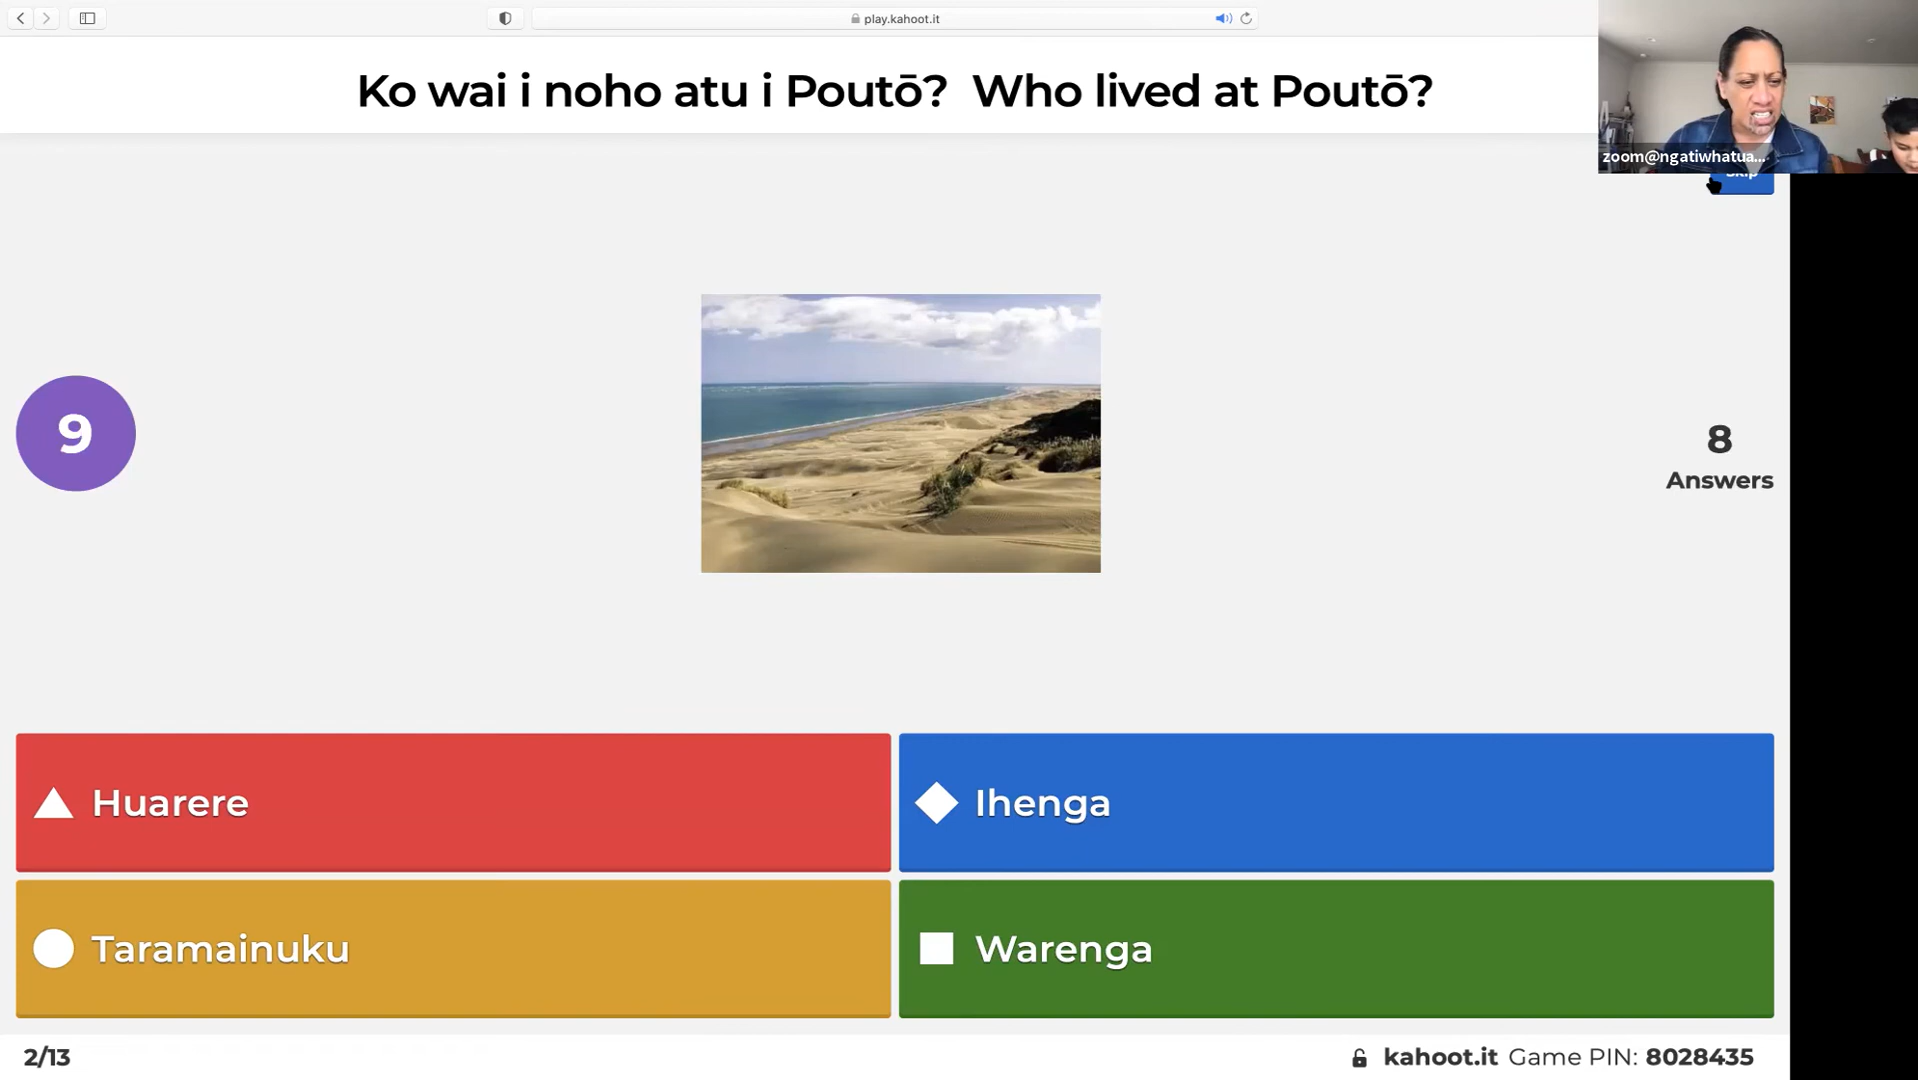 play.kahoot.it
Ko wai i noho atu i Poutō?  Who lived at Poutō?
zoom@ngatiwhatua...
Skip
9
8
Answers
Huarere
Ihenga
Taramainuku
Warenga
2/13
kahoot.it Game PIN: 8028435